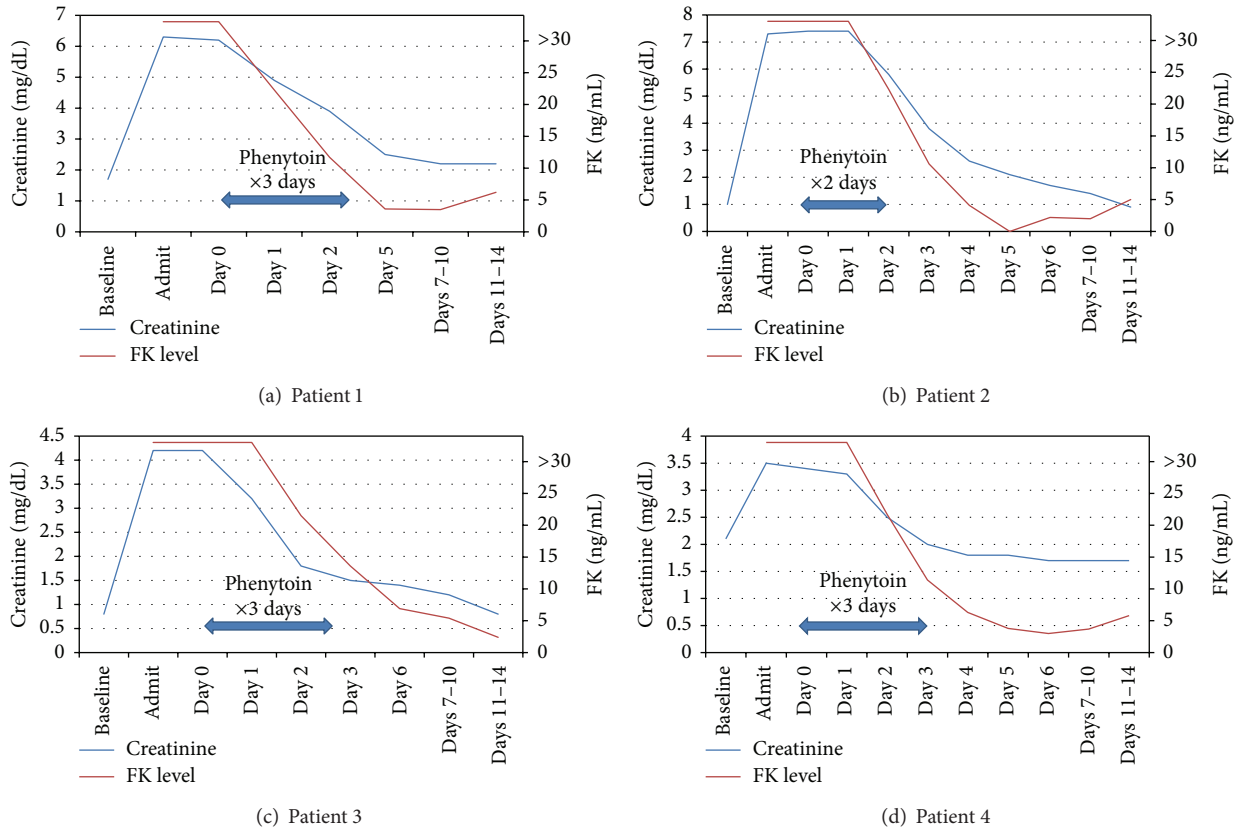 7
6
5
4
3
2
1
0
Creatinine (mg/dL)
>30
25
20
15
10
5
0
FK (ng/mL)
Phenytoin
×3 days
Baseline
Admit
Day 0
Day 1
Day 2
Day 5
Days 7–10
Days 11–14
Creatinine
FK level
(a) Patient 1
8
7
6
5
4
3
2
1
0
Creatinine (mg/dL)
>30
25
20
15
10
5
0
FK (ng/mL)
Phenytoin
×2 days
Baseline
Admit
Day 0
Day 1
Day 2
Day 3
Day 4
Day 5
Day 6
Days 7–10
Days 11–14
Creatinine
FK level
(b) Patient 2
4.5
4
3.5
3
2.5
2
1.5
1
0.5
0
Creatinine (mg/dL)
>30
25
20
15
10
5
0
FK (ng/mL)
Phenytoin
×3 days
Baseline
Admit
Day 0
Day 1
Day 2
Day 3
Day 6
Days 7–10
Days 11–14
Creatinine
FK level
(c) Patient 3
4
3.5
3
2.5
2
1.5
1
0.5
0
Creatinine (mg/dL)
>30
25
20
15
10
5
0
FK (ng/mL)
Phenytoin
×3 days
Baseline
Admit
Day 0
Day 1
Day 2
Day 3
Day 4
Day 5
Day 6
Days 7–10
Days 11–14
Creatinine
FK level
(d) Patient 4